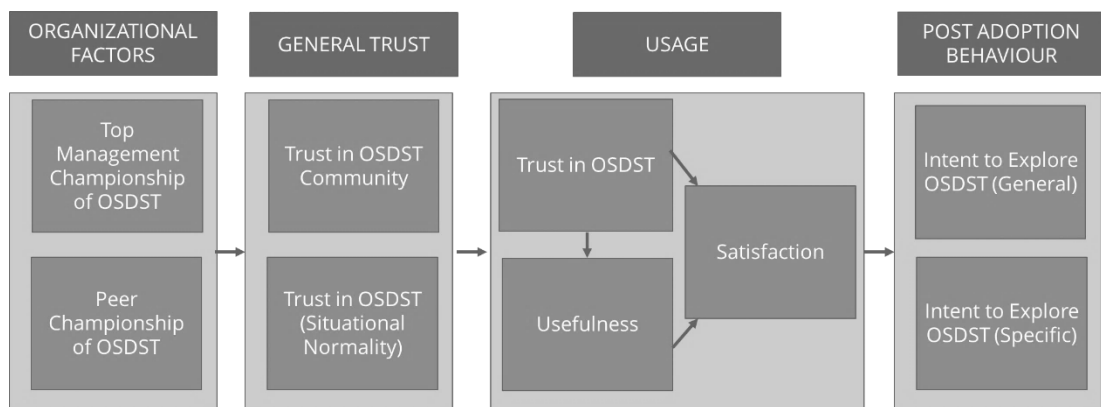 ORGANIZATIONAL
FACTORS
GENERAL TRUST
USAGE
POST ADOPTION
BEHAVIOUR
Top
Management
Championship
of OSDST
Peer
Championship
of OSDST
Trust in OSDST
Community
Trust in OSDST
(Situational
Normality)
Trust in OSDST
Usefulness
Satisfaction
Intent to Explore
OSDST (General)
Intent to Explore
OSDST (Specific)